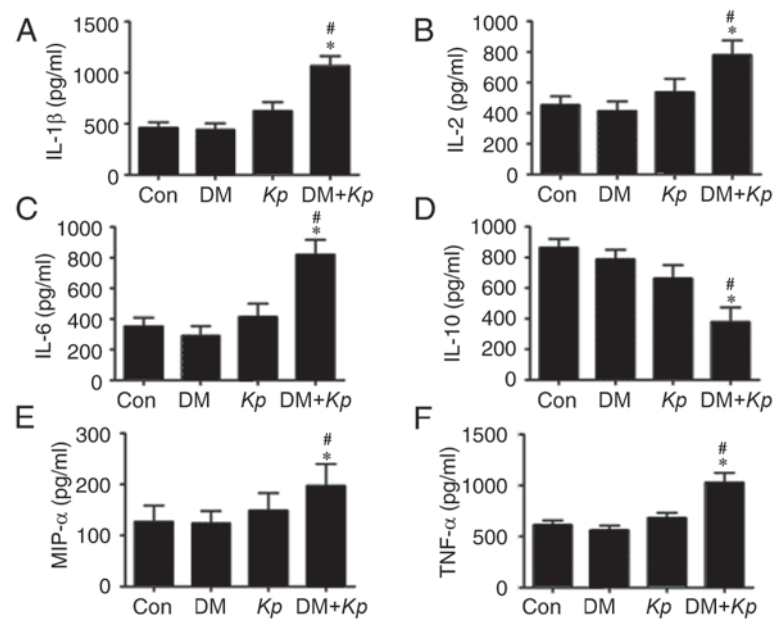 A
#
*
1500
1000
500
0
IL-1β (pg/ml)
Con DM Kp DM+Kp
B
#
*
1000
800
600
400
200
0
IL-2 (pg/ml)
Con DM Kp DM+Kp
C
#
*
1000
800
600
400
200
0
IL-6 (pg/ml)
Con DM Kp DM+Kp
D
#
*
1000
800
600
400
200
0
IL-10 (pg/ml)
Con DM Kp DM+Kp
E
#
*
300
200
100
0
MIP-α (pg/ml)
Con DM Kp DM+Kp
F
#
*
1500
1000
500
0
TNF-α (pg/ml)
Con DM Kp DM+Kp